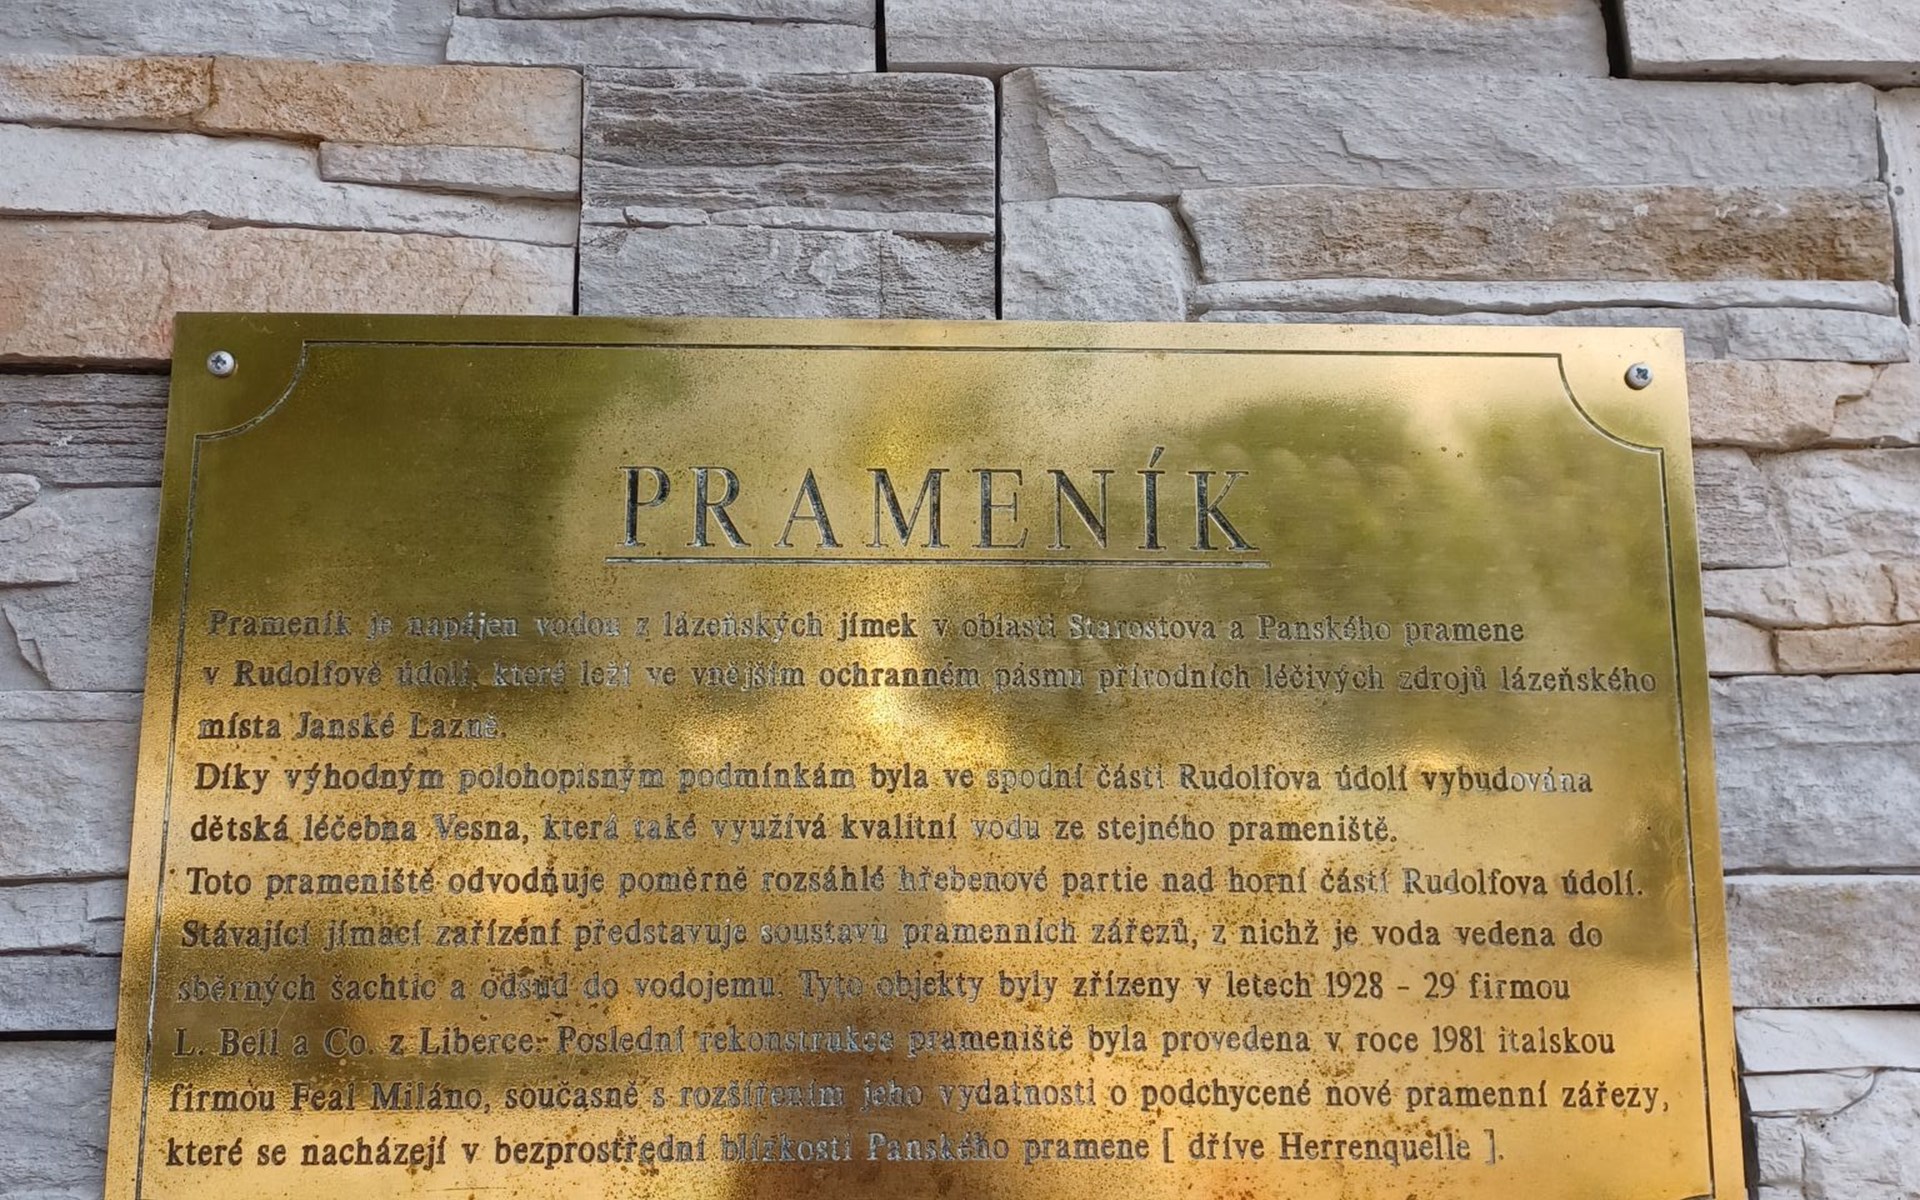 PRAMENÍK
Prameník je napájen vodou z lázeňských jímek v oblasti Starostova a Panského pramene
v Rudolfově údolí, které leží ve vnějším ochranném pásmu přírodních léčivých zdrojů lázeňského
místa Janské Lazně.
Díky výhodným polohopisným podmínkám byla ve spodní části Rudolfova údolí vybudována
dětská léčebna Vesna, která také využívá kvalitní vodu ze stejného prameniště.
Toto prameniště odvodňuje poměrně rozsáhlé hřebenové partie nad horní částí Rudolfova údolí.
Stávající jímací zařízení představuje soustavu pramenních zářezů, z nichž je voda vedena do
sběrných šachtic a odsud do vodojemu. Tyto objekty byly zřízeny v letech 1928 - 29 firmou
L. Bell a Co. z Liberce. Poslední rekonstrukce prameniště byla provedena v roce 1981 italskou
firmou Feal Miláno, současně s rozšířením jeho vydatnosti o podchycené nové pramenní zářezy,
které se nacházejí v bezprostřední blízkosti Panského pramene [ dříve Herrenquelle ].